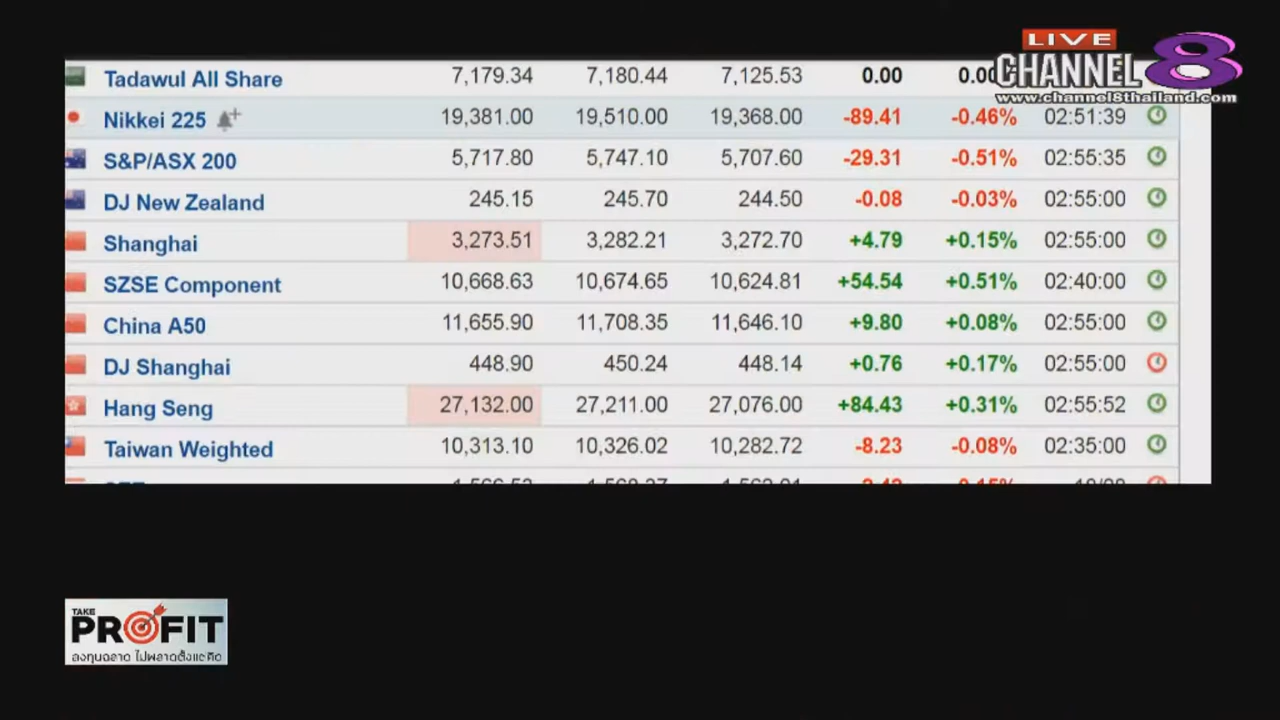 LIVE
CHANNEL 8
www.channel8thailand.com
Tadawul All Share 7,179.34 7,180.44 7,125.53 0.00 0.00
Nikkei 225 19,381.00 19,510.00 19,368.00 -89.41 -0.46% 02:51:39
S&P/ASX 200 5,717.80 5,747.10 5,707.60 -29.31 -0.51% 02:55:35
DJ New Zealand 245.15 245.70 244.50 -0.08 -0.03% 02:55:00
Shanghai 3,273.51 3,282.21 3,272.70 +4.79 +0.15% 02:55:00
SZSE Component 10,668.63 10,674.65 10,624.81 +54.54 +0.51% 02:40:00
China A50 11,655.90 11,708.35 11,646.10 +9.80 +0.08% 02:55:00
DJ Shanghai 448.90 450.24 448.14 +0.76 +0.17% 02:55:00
Hang Seng 27,132.00 27,211.00 27,076.00 +84.43 +0.31% 02:55:52
Taiwan Weighted 10,313.10 10,326.02 10,282.72 -8.23 -0.08% 02:35:00
TAKE
PROFIT
ลงทุนฉลาด ไม่พลาดตั้งแต่คิด